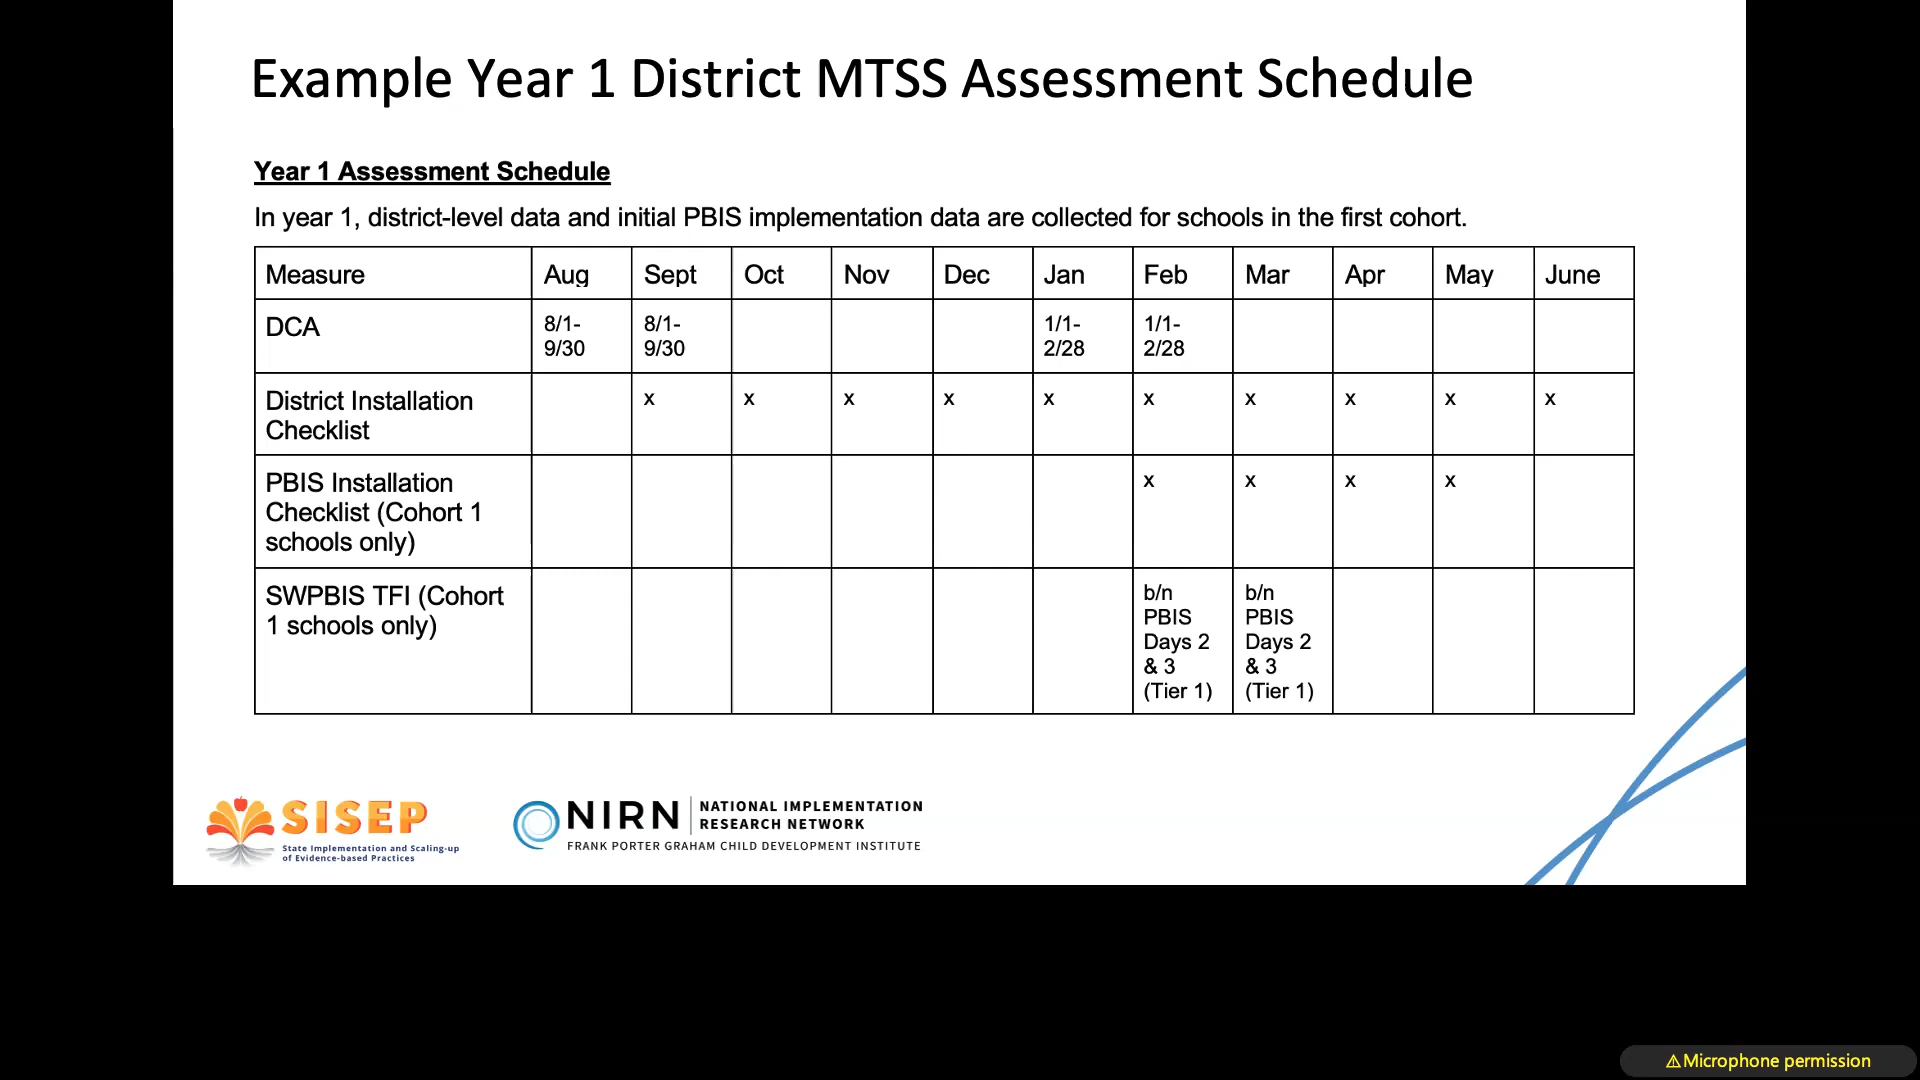 Example Year 1 District MTSS Assessment Schedule
Year 1 Assessment Schedule
In year 1, district-level data and initial PBIS implementation data are collected for schools in the first cohort.
Measure Aug Sept Oct Nov Dec Jan Feb Mar Apr May June
DCA 8/1- 8/1- 1/1- 1/1-
9/30 9/30 2/28 2/28
District Installation x x x x x x x x x x
Checklist
PBIS Installation x x x x
Checklist (Cohort 1
schools only)
SWPBIS TFI (Cohort b/n b/n
1 schools only) PBIS PBIS
Days 2 Days 2
& 3 & 3
(Tier 1) (Tier 1)
SISEP
State Implementation and Scaling-up
of Evidence-based Practices
NIRN
NATIONAL IMPLEMENTATION
RESEARCH NETWORK
FRANK PORTER GRAHAM CHILD DEVELOPMENT INSTITUTE
⚠Microphone permission